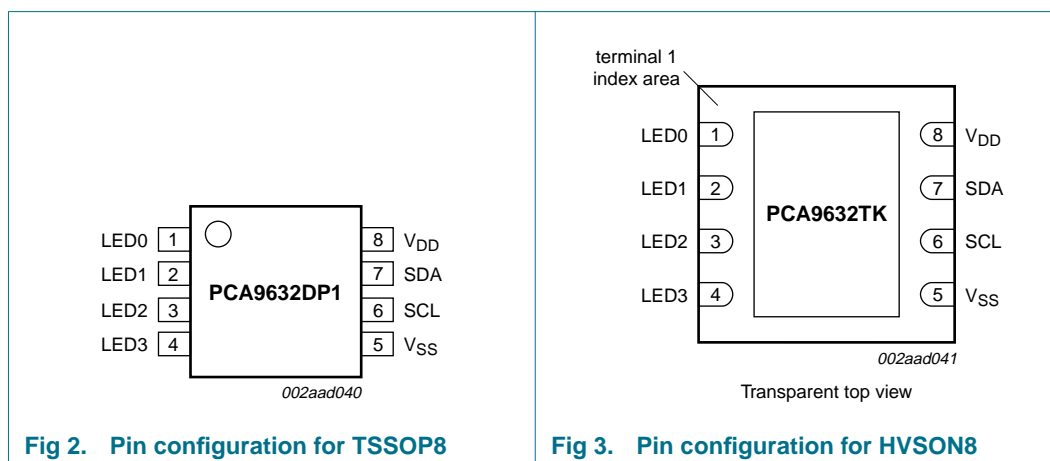 LED0 1 8 VDD
LED1 2 7 SDA
PCA9632DP1
LED2 3 6 SCL
LED3 4 5 VSS
002aad040
Fig 2. Pin configuration for TSSOP8
terminal 1
index area
LED0 1 8 VDD
LED1 2 7 SDA
PCA9632TK
LED2 3 6 SCL
LED3 4 5 VSS
002aad041
Transparent top view
Fig 3. Pin configuration for HVSON8